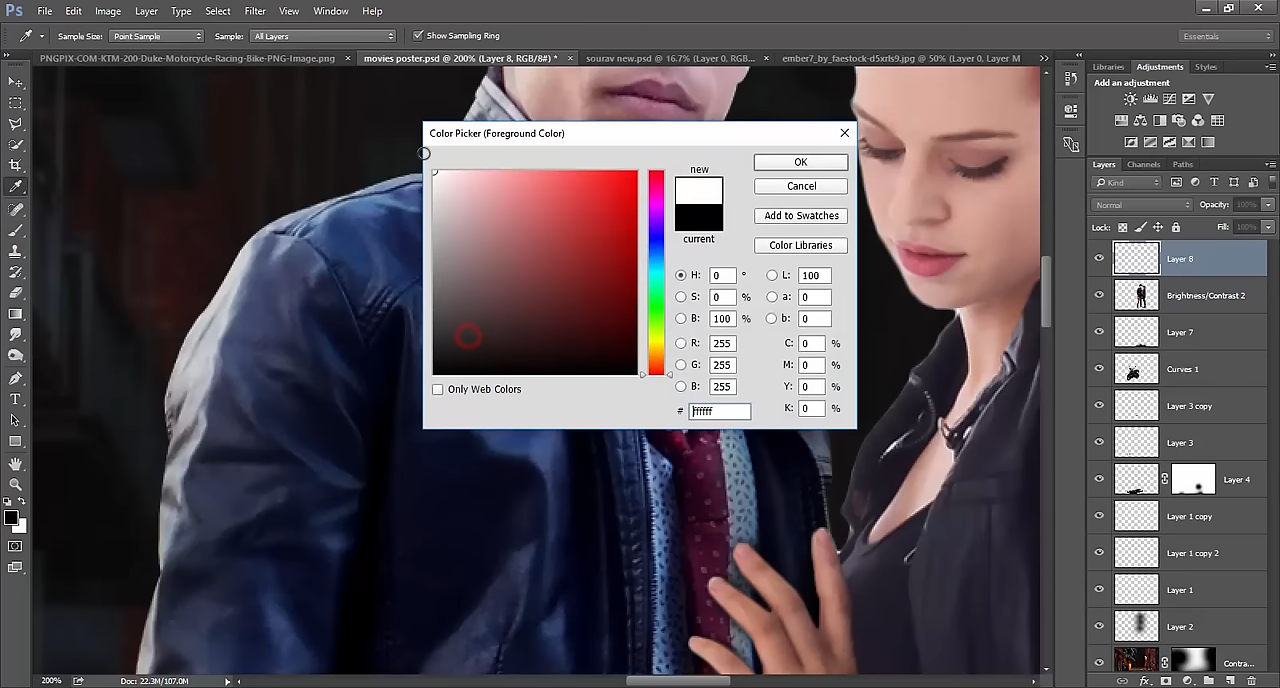 Ps File Edit Image Layer Type Select Filter View Window Help
Sample Size: Point Sample Sample: All Layers Show Sampling Ring Essentials
PNGPIX-COM-KTM-200-Duke-Motorcycle-Racing-Bike-PNG-Image.png × movies poster.psd @ 200% (Layer 8, RGB/8#) * × sourav new.psd @ 16.7% (Layer 0, RGB... × ember7_by_faestock-d5xrls9.jpg @ 50% (Layer 0, Layer M
Libraries Adjustments Styles
Add an adjustment
Color Picker (Foreground Color)
new
current
OK
Cancel
Add to Swatches
Color Libraries
H: 0 ° L: 100
S: 0 % a: 0
B: 100 % b: 0
R: 255 C: 0 %
G: 255 M: 0 %
B: 255 Y: 0 %
# ffffff K: 0 %
Only Web Colors
Layers Channels Paths
Kind
Normal Opacity: 100%
Lock: Fill: 100%
Layer 8
Brightness/Contrast 2
Layer 7
Curves 1
Layer 3 copy
Layer 3
Layer 4
Layer 1 copy
Layer 1 copy 2
Layer 1
Layer 2
Contra...
200% Doc: 22.3M/107.0M